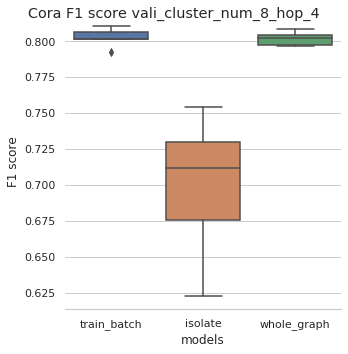 Cora F1 score vali_cluster_num_8_hop_4
0.800
0.775
0.750
0.725
0.700
0.675
0.650
0.625
F1 score
train_batch isolate whole_graph
models